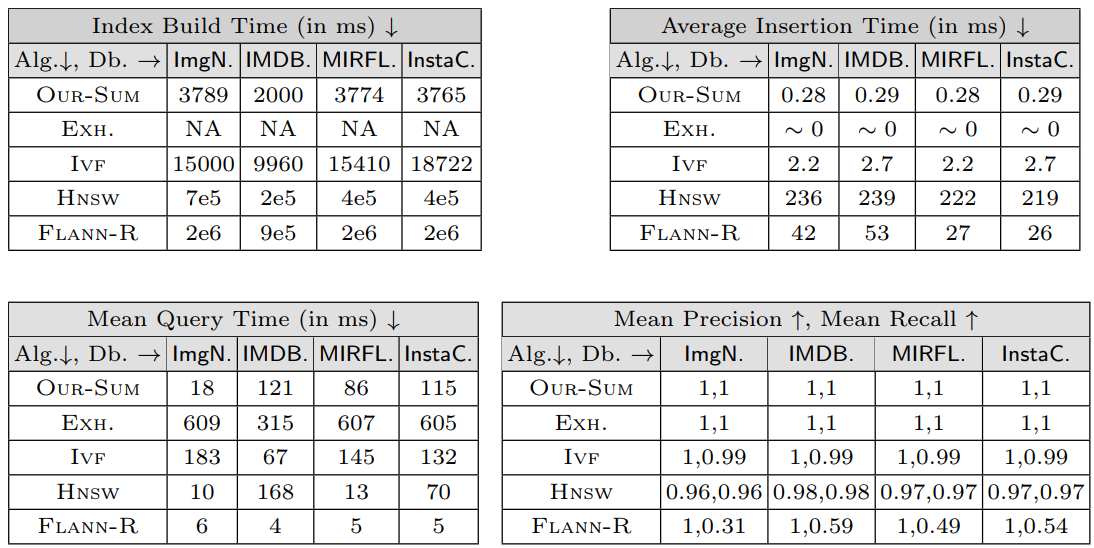 Index Build Time (in ms) ↓
Alg.↓, Db. → ImgN. IMDB. MIRFL. InstaC.
OUR-SUM 3789 2000 3774 3765
EXH. NA NA NA NA
IVF 15000 9960 15410 18722
HNSW 7e5 2e5 4e5 4e5
FLANN-R 2e6 9e5 2e6 2e6
Average Insertion Time (in ms) ↓
Alg.↓, Db. → ImgN. IMDB. MIRFL. InstaC.
OUR-SUM 0.28 0.29 0.28 0.29
EXH. ∼ 0 ∼ 0 ∼ 0 ∼ 0
IVF 2.2 2.7 2.2 2.7
HNSW 236 239 222 219
FLANN-R 42 53 27 26
Mean Query Time (in ms) ↓
Alg.↓, Db. → ImgN. IMDB. MIRFL. InstaC.
OUR-SUM 18 121 86 115
EXH. 609 315 607 605
IVF 183 67 145 132
HNSW 10 168 13 70
FLANN-R 6 4 5 5
Mean Precision ↑, Mean Recall ↑
Alg.↓, Db. → ImgN. IMDB. MIRFL. InstaC.
OUR-SUM 1,1 1,1 1,1 1,1
EXH. 1,1 1,1 1,1 1,1
IVF 1,0.99 1,0.99 1,0.99 1,0.99
HNSW 0.96,0.96 0.98,0.98 0.97,0.97 0.97,0.97
FLANN-R 1,0.31 1,0.59 1,0.49 1,0.54